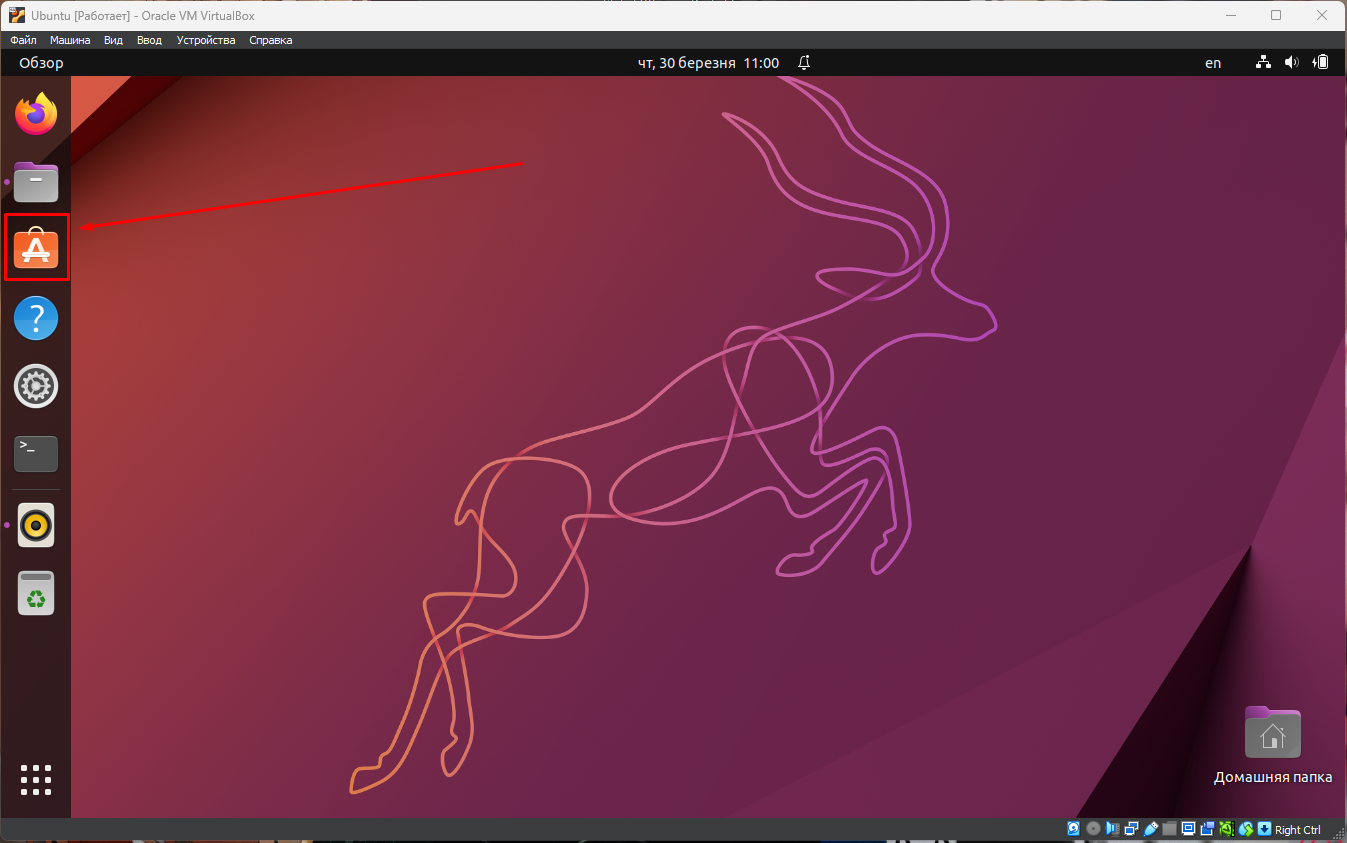 Ubuntu [Работает] - Oracle VM VirtualBox
Файл Машина Вид Ввод Устройства Справка
Обзор чт, 30 березня 11:00 en
Домашняя папка
Right Ctrl